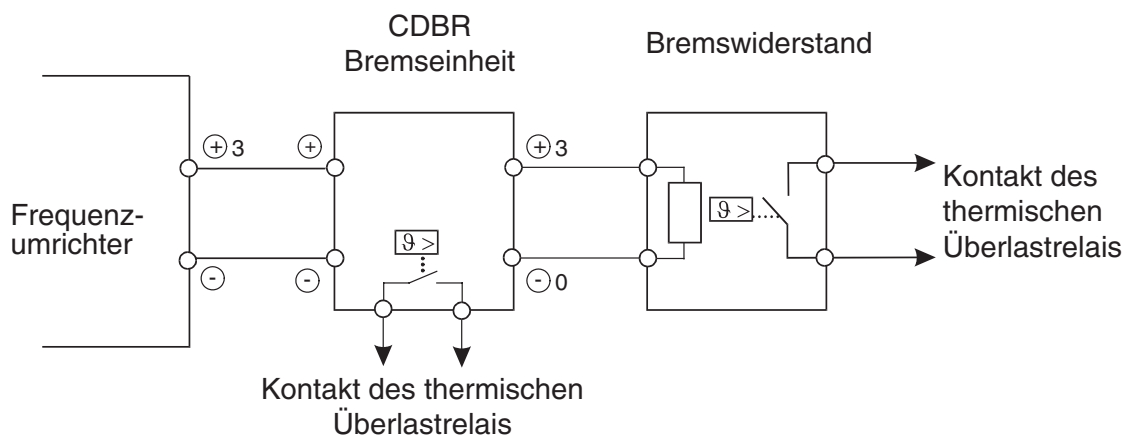 CDBR
Bremseinheit
Bremswiderstand
⊕3
⊕
⊕3
Frequenz-
umrichter
ϑ >
ϑ >
Kontakt des
thermischen
Überlastrelais
⊖
⊖
⊖0
Kontakt des thermischen
Überlastrelais